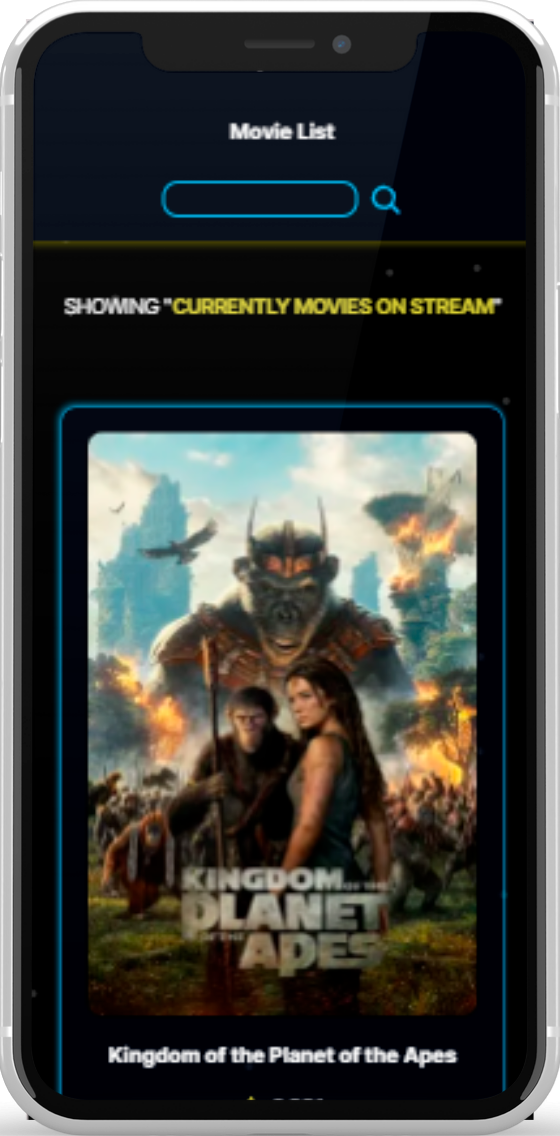 Movie List
SHOWING "CURRENTLY MOVIES ON STREAM"
KINGDOM OF THE
PLANET
OF THE APES
Kingdom of the Planet of the Apes